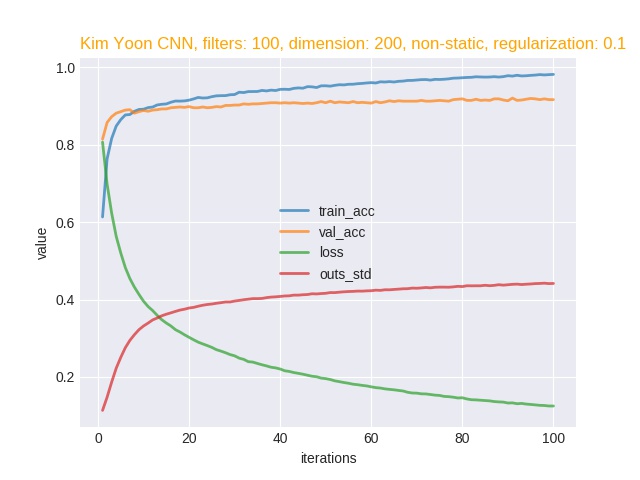 Kim Yoon CNN, filters: 100, dimension: 200, non-static, regularization: 0.1
1.0
0.8
0.6
0.4
0.2
value
train_acc
val_acc
loss
outs_std
0 20 40 60 80 100
iterations